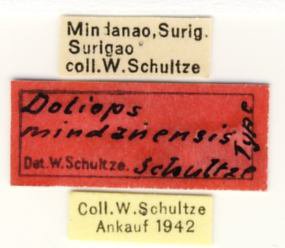 Mindanao, Surig.
Surigao
coll. W. Schultze
Doliops
mindanensis
Type
Det. W. Schultze. Schultze
Coll. W. Schultze
Ankauf 1942